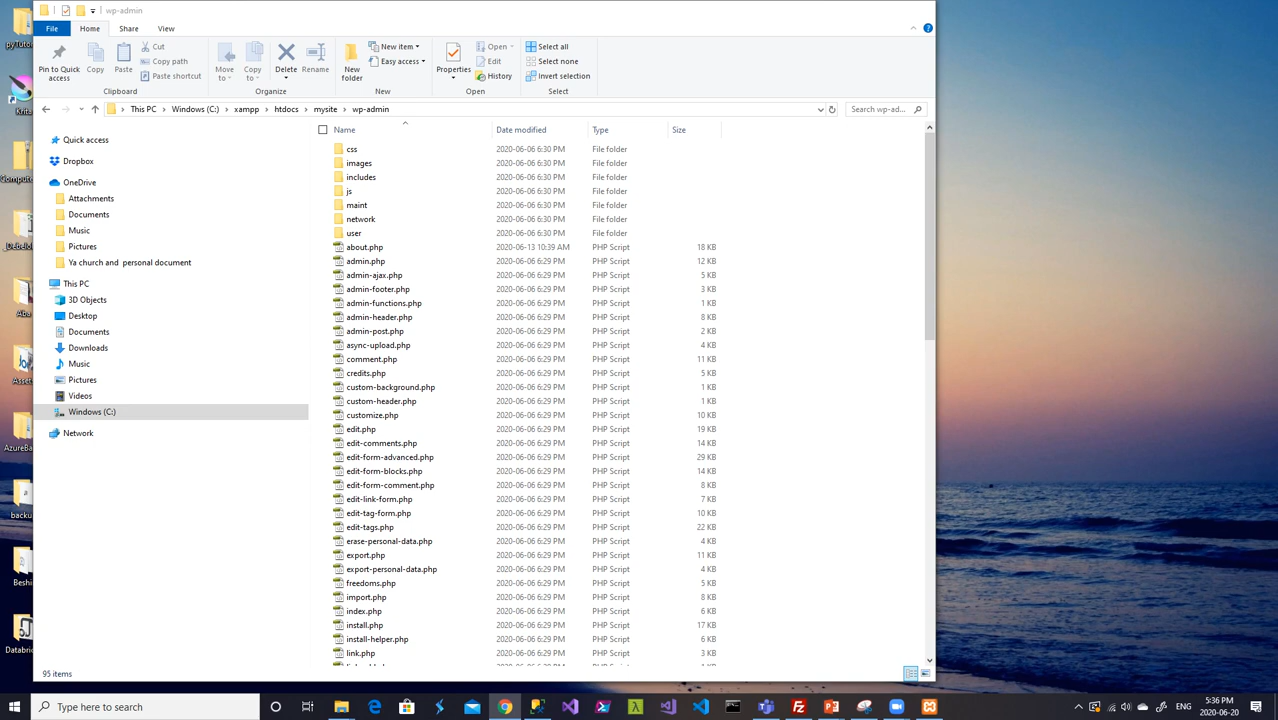 wp-admin
File Home Share View
Pin to Quick access
Copy
Paste
Cut
Copy path
Paste shortcut
Clipboard
Move to
Copy to
Delete
Rename
Organize
New folder
New item
Easy access
New
Properties
Open
Edit
History
Open
Select all
Select none
Invert selection
Select
This PC Windows (C:) xampp htdocs mysite wp-admin
Search wp-ad...
Quick access
Dropbox
OneDrive
Attachments
Documents
Music
Pictures
Ya church and personal document
This PC
3D Objects
Desktop
Documents
Downloads
Music
Pictures
Videos
Windows (C:)
Network
Name Date modified Type Size
css 2020-06-06 6:30 PM File folder
images 2020-06-06 6:30 PM File folder
includes 2020-06-06 6:30 PM File folder
js 2020-06-06 6:30 PM File folder
maint 2020-06-06 6:30 PM File folder
network 2020-06-06 6:30 PM File folder
user 2020-06-06 6:30 PM File folder
about.php 2020-06-13 10:39 AM PHP Script 18 KB
admin.php 2020-06-06 6:29 PM PHP Script 12 KB
admin-ajax.php 2020-06-06 6:29 PM PHP Script 5 KB
admin-footer.php 2020-06-06 6:29 PM PHP Script 3 KB
admin-functions.php 2020-06-06 6:29 PM PHP Script 1 KB
admin-header.php 2020-06-06 6:29 PM PHP Script 8 KB
admin-post.php 2020-06-06 6:29 PM PHP Script 2 KB
async-upload.php 2020-06-06 6:29 PM PHP Script 4 KB
comment.php 2020-06-06 6:29 PM PHP Script 11 KB
credits.php 2020-06-06 6:29 PM PHP Script 5 KB
custom-background.php 2020-06-06 6:29 PM PHP Script 1 KB
custom-header.php 2020-06-06 6:29 PM PHP Script 1 KB
customize.php 2020-06-06 6:29 PM PHP Script 10 KB
edit.php 2020-06-06 6:29 PM PHP Script 19 KB
edit-comments.php 2020-06-06 6:29 PM PHP Script 14 KB
edit-form-advanced.php 2020-06-06 6:29 PM PHP Script 29 KB
edit-form-blocks.php 2020-06-06 6:29 PM PHP Script 14 KB
edit-form-comment.php 2020-06-06 6:29 PM PHP Script 8 KB
edit-link-form.php 2020-06-06 6:29 PM PHP Script 7 KB
edit-tag-form.php 2020-06-06 6:29 PM PHP Script 10 KB
edit-tags.php 2020-06-06 6:29 PM PHP Script 22 KB
erase-personal-data.php 2020-06-06 6:29 PM PHP Script 4 KB
export.php 2020-06-06 6:29 PM PHP Script 11 KB
export-personal-data.php 2020-06-06 6:29 PM PHP Script 4 KB
freedoms.php 2020-06-06 6:29 PM PHP Script 5 KB
import.php 2020-06-06 6:29 PM PHP Script 8 KB
index.php 2020-06-06 6:29 PM PHP Script 6 KB
install.php 2020-06-06 6:29 PM PHP Script 17 KB
install-helper.php 2020-06-06 6:29 PM PHP Script 6 KB
link.php 2020-06-06 6:29 PM PHP Script 3 KB
95 items
pyTutor
Krita
Compute
Aba
Asset
AzureBa
backu
Beshi
Databric
Type here to search
ENG
5:36 PM
2020-06-20